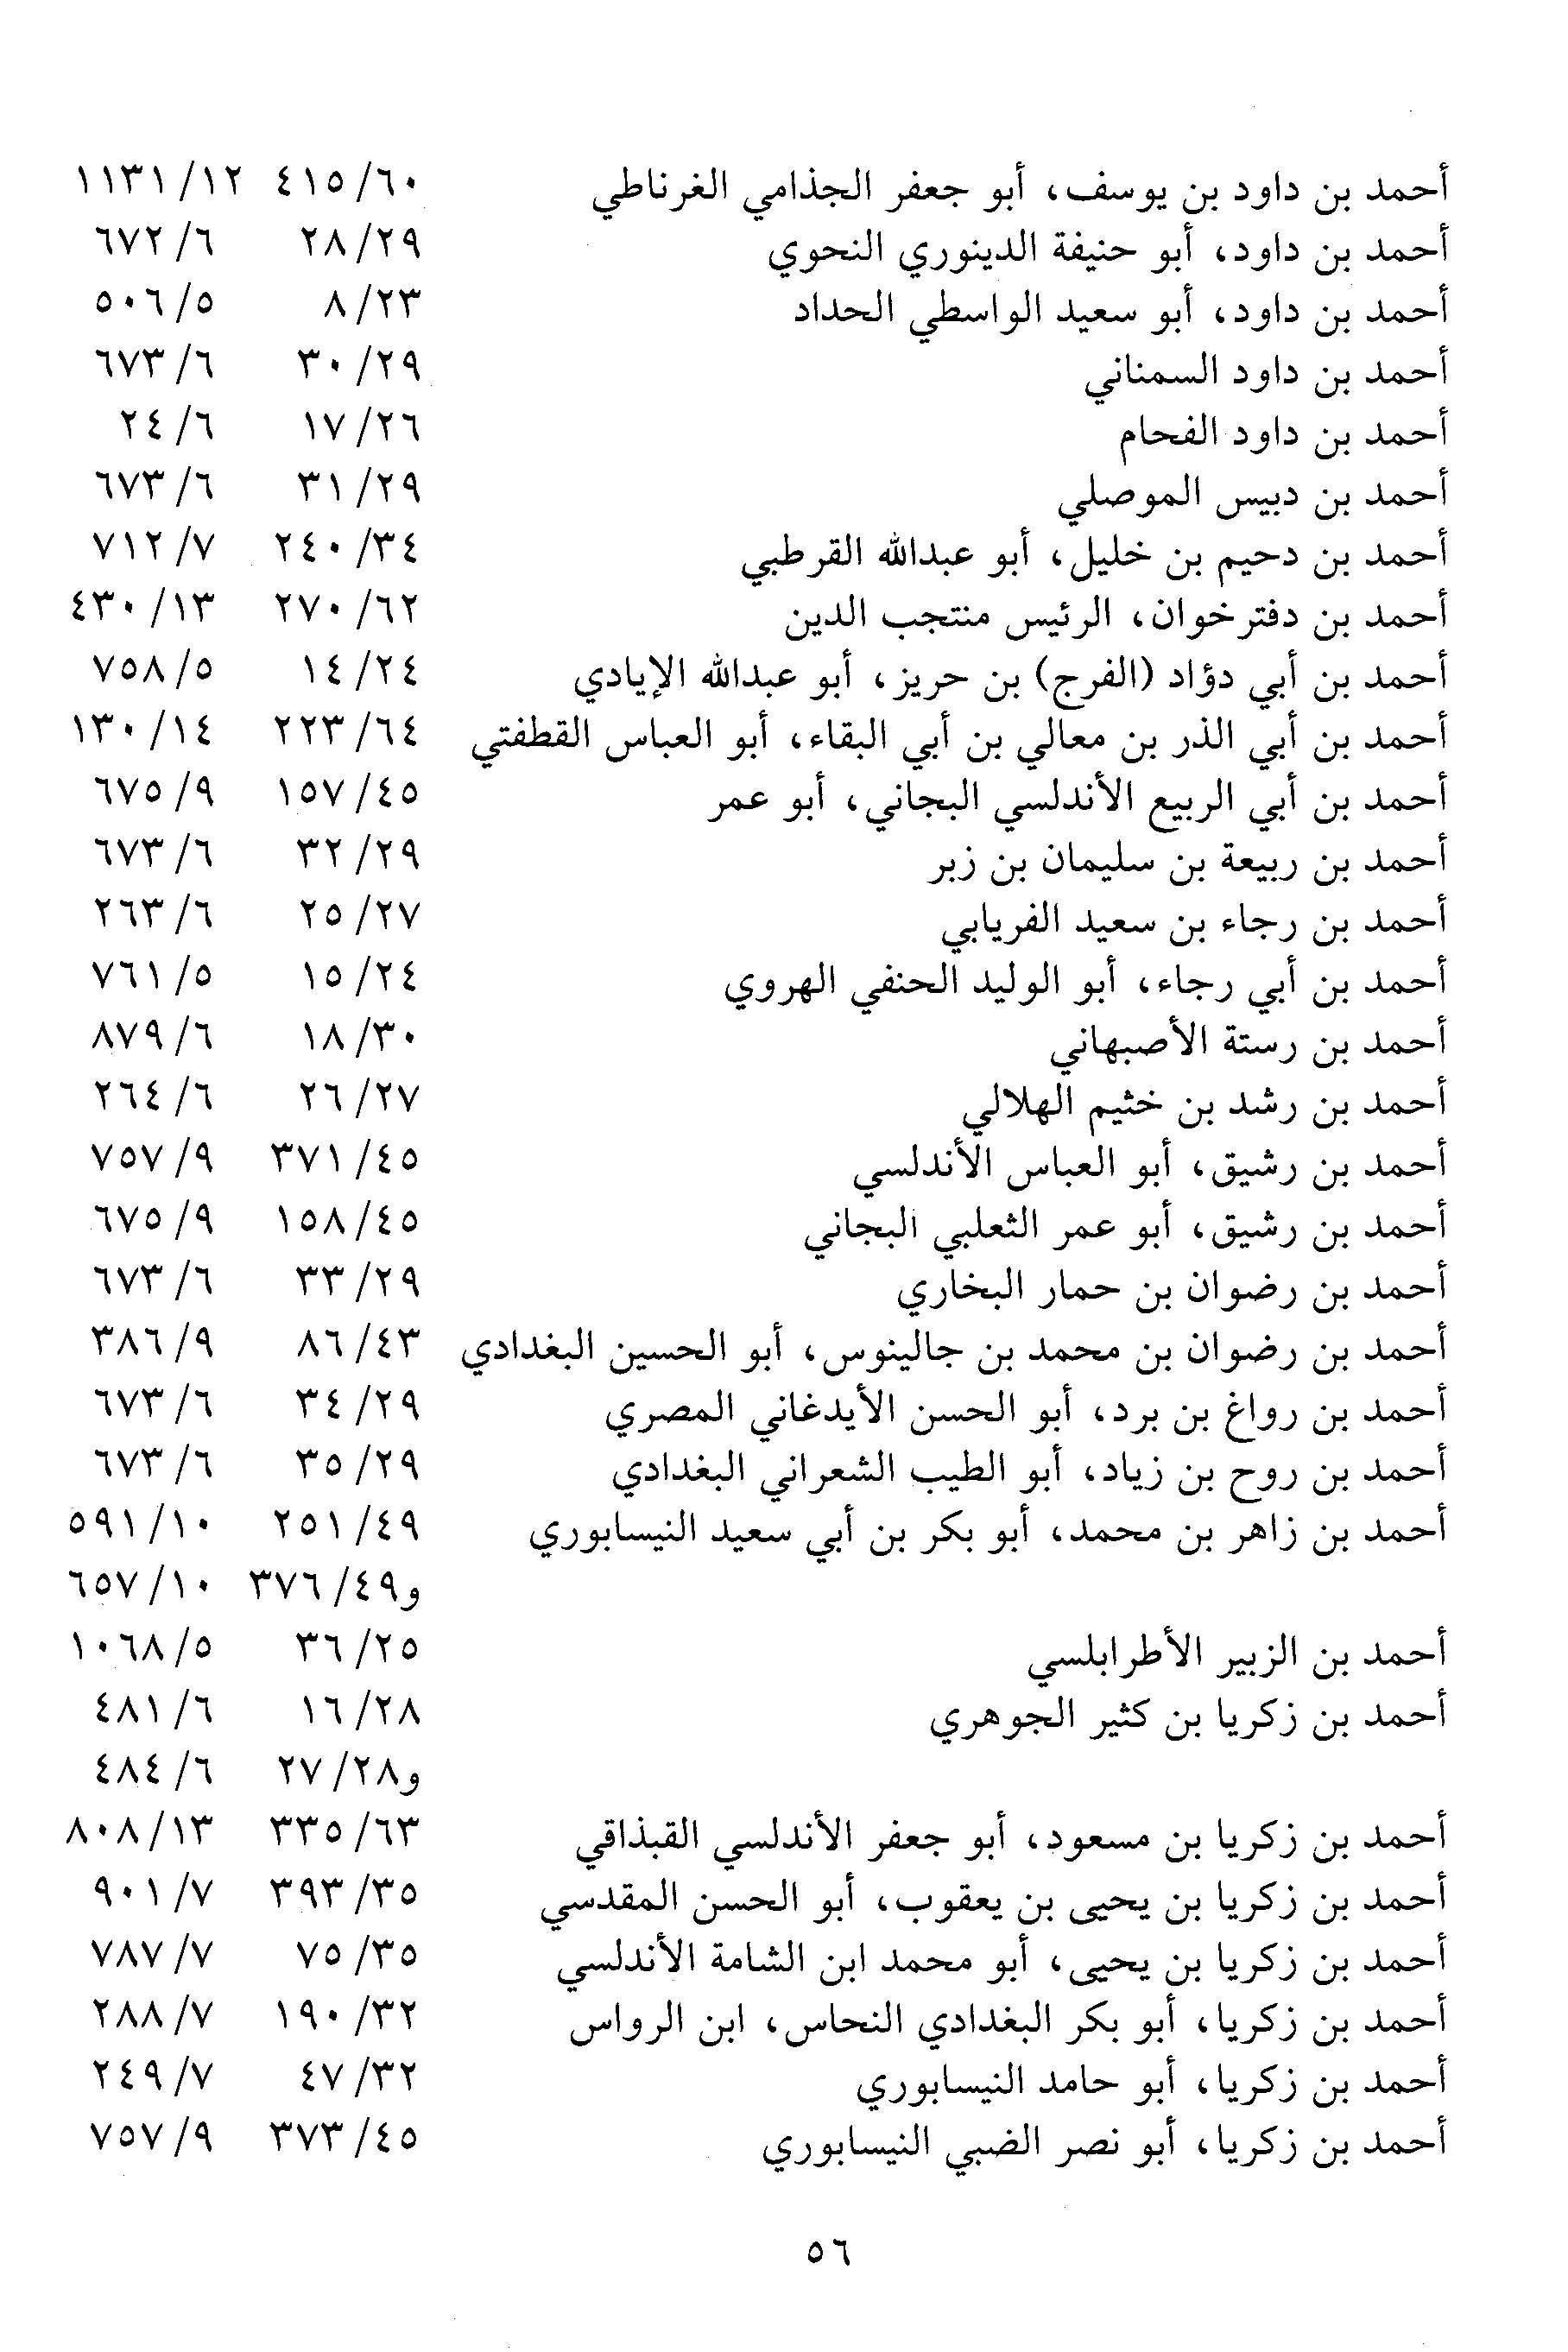 أحمد بن داود بن يوسف، أبو جعفر الجذامي الغرناطي ٦٠/ ٤١٥ ١٢/ ١١٣١
أحمد بن داود، أبو حنيفة الدينوري النحوي ٢٩/ ٢٨ ٦/ ٦٧٢
أحمد بن داود، أبو سعيد الواسطي الحداد ٢٣/ ٨ ٥/ ٥٠٦
أحمد بن داود السمناني ٢٩/ ٣٠ ٦/ ٦٧٣
أحمد بن داود الفحام ٢٦/ ١٧ ٦/ ٢٤
أحمد بن دبيس الموصلي ٢٩/ ٣١ ٦/ ٦٧٣
أحمد بن دحيم بن خليل، أبو عبدالله القرطبي ٣٤/ ٢٤٠ ٧/ ٧١٢
أحمد بن دفترخوان، الرئيس منتجب الدين ٦٢/ ٢٧٠ ١٣/ ٤٣٠
أحمد بن أبي دؤاد (الفرج) بن حريز، أبو عبدالله الإيادي ٢٤/ ١٤ ٥/ ٧٥٨
أحمد بن أبي الذر بن معالي بن أبي البقاء، أبو العباس القطفتي ٦٤/ ٢٢٣ ١٤/ ١٣٠
أحمد بن أبي الربيع الأندلسي البجاني، أبو عمر ٤٥/ ١٥٧ ٩/ ٦٧٥
أحمد بن ربيعة بن سليمان بن زبر ٢٩/ ٣٢ ٦/ ٦٧٣
أحمد بن رجاء بن سعيد الفريابي ٢٧/ ٢٥ ٦/ ٢٦٣
أحمد بن أبي رجاء، أبو الوليد الحنفي الهروي ٢٤/ ١٥ ٥/ ٧٦١
أحمد بن رستة الأصبهاني ٣٠/ ١٨ ٦/ ٨٧٩
أحمد بن رشد بن خثيم الهلالي ٢٧/ ٢٦ ٦/ ٢٦٤
أحمد بن رشيق، أبو العباس الأندلسي ٤٥/ ٣٧١ ٩/ ٧٥٧
أحمد بن رشيق، أبو عمر الثعلبي البجاني ٤٥/ ١٥٨ ٩/ ٦٧٥
أحمد بن رضوان بن حمار البخاري ٢٩/ ٣٣ ٦/ ٦٧٣
أحمد بن رضوان بن محمد بن جالينوس، أبو الحسين البغدادي ٤٣/ ٨٦ ٩/ ٣٨٦
أحمد بن رواغ بن برد، أبو الحسن الأيدغاني المصري ٢٩/ ٣٤ ٦/ ٦٧٣
أحمد بن روح بن زياد، أبو الطيب الشعراني البغدادي ٢٩/ ٣٥ ٦/ ٦٧٣
أحمد بن زاهر بن محمد، أبو بكر بن أبي سعيد النيسابوري ٤٩/ ٢٥١ ١٠/ ٥٩١
و٤٩/ ٣٧٦ ١٠/ ٦٥٧
أحمد بن الزبير الأطرابلسي ٢٥/ ٣٦ ٥/ ١٠٦٨
أحمد بن زكريا بن كثير الجوهري ٢٨/ ١٦ ٦/ ٤٨١
و٢٨/ ٢٧ ٦/ ٤٨٤
أحمد بن زكريا بن مسعود، أبو جعفر الأندلسي القبذاقي ٦٣/ ٣٣٥ ١٣/ ٨٠٨
أحمد بن زكريا بن يحيى بن يعقوب، أبو الحسن المقدسي ٣٥/ ٣٩٣ ٧/ ٩٠١
أحمد بن زكريا بن يحيى، أبو محمد ابن الشامة الأندلسي ٣٥/ ٧٥ ٧/ ٧٨٧
أحمد بن زكريا، أبو بكر البغدادي النحاس، ابن الرواس ٣٢/ ١٩٠ ٧/ ٢٨٨
أحمد بن زكريا، أبو حامد النيسابوري ٣٢/ ٤٧ ٧/ ٢٤٩
أحمد بن زكريا، أبو نصر الضبي النيسابوري ٤٥/ ٣٧٣ ٩/ ٧٥٧
٥٦